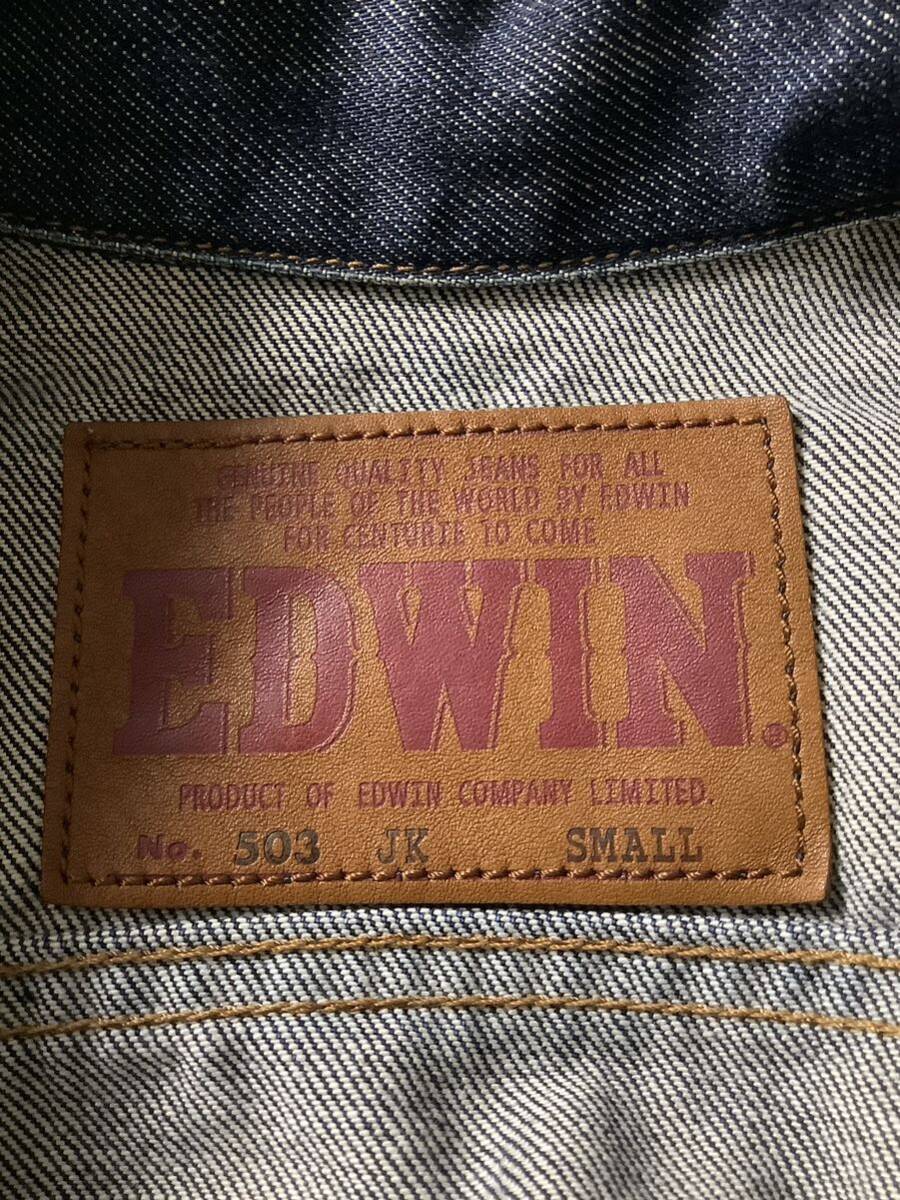 GENUINE QUALITY JEANS FOR ALL
THE PEOPLE OF THE WORLD BY EDWIN
FOR CENTURIE TO COME
EDWIN.®
PRODUCT OF EDWIN COMPANY LIMITED.
No. 503 JK SMALL